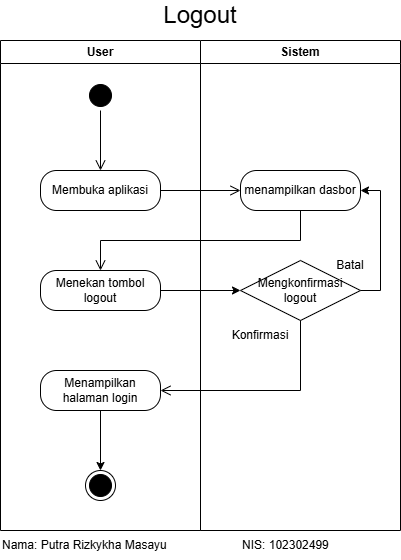 Logout
User
Sistem
Membuka aplikasi
menampilkan dasbor
Menekan tombol
logout
Mengkonfirmasi
logout
Batal
Konfirmasi
Menampilkan
halaman login
Nama: Putra Rizkykha Masayu
NIS: 102302499